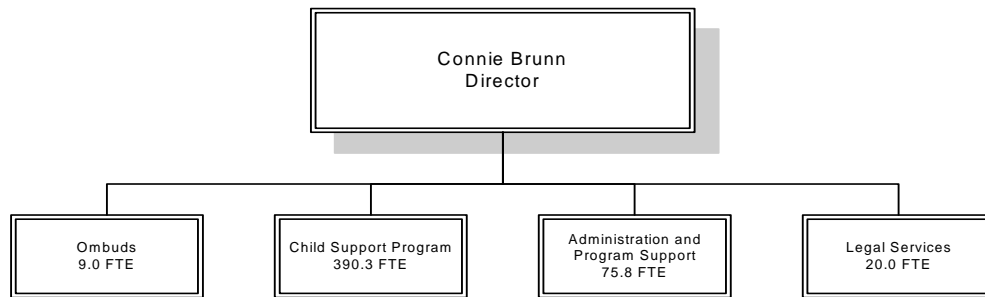 Connie Brunn
Director
Ombuds
9.0 FTE
Child Support Program
390.3 FTE
Administration and
Program Support
75.8 FTE
Legal Services
20.0 FTE